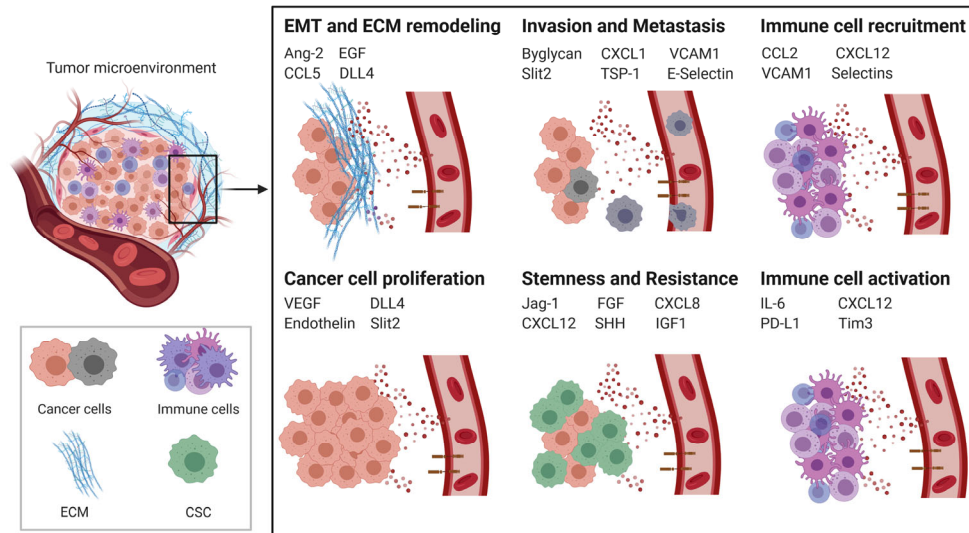 Tumor microenvironment
EMT and ECM remodeling
Ang-2 EGF
CCL5 DLL4
Invasion and Metastasis
Byglycan CXCL1 VCAM1
Slit2 TSP-1 E-Selectin
Immune cell recruitment
CCL2 CXCL12
VCAM1 Selectins
Cancer cell proliferation
VEGF DLL4
Endothelin Slit2
Stemness and Resistance
Jag-1 FGF CXCL8
CXCL12 SHH IGF1
Immune cell activation
IL-6 CXCL12
PD-L1 Tim3
Cancer cells Immune cells
ECM CSC